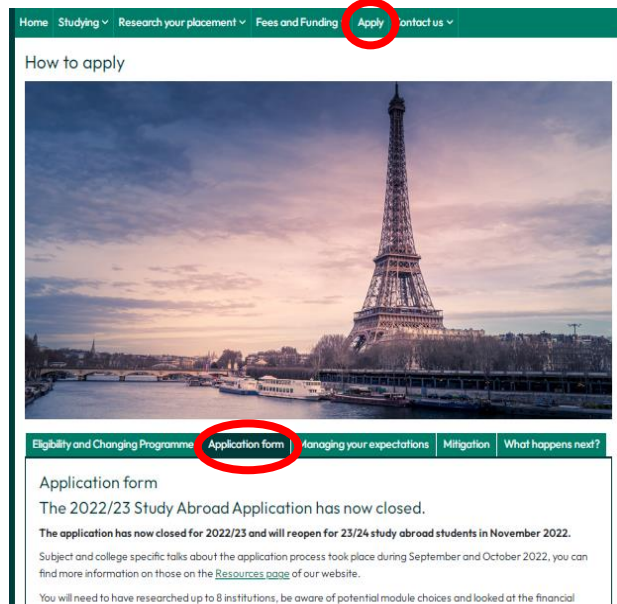 Home Studying Research your placement Fees and Funding Apply Contact us
How to apply
Eligibility and Changing Programme Application form Managing your expectations Mitigation What happens next?
Application form
The 2022/23 Study Abroad Application has now closed.
The application has now closed for 2022/23 and will reopen for 23/24 study abroad students in November 2022.
Subject and college specific talks about the application process took place during September and October 2022, you can
find more information on those on the Resources page of our website.
You will need to have researched up to 8 institutions, be aware of potential module choices and looked at the financial